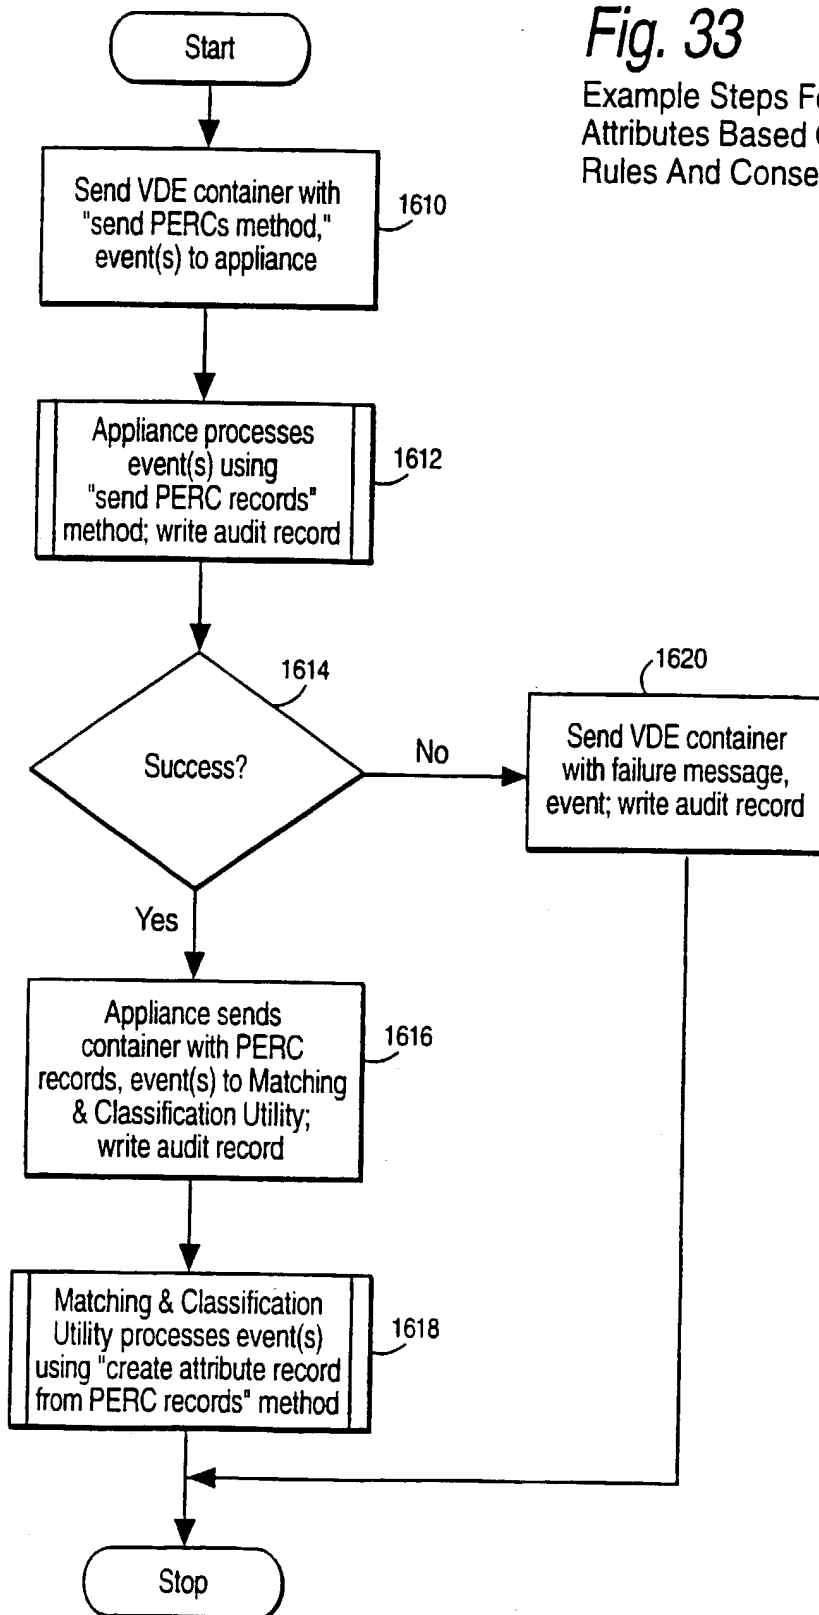 Fig. 33
Example Steps
Attributes Based
Rules And
Start
Send VDE container with
"send PERCs method,"
event(s) to appliance
1610
Appliance processes
event(s) using
"send PERC records"
method; write audit record
1612
Success?
1614
No
Send VDE container
with failure message,
event; write audit record
1620
Yes
Appliance sends
container with PERC
records, event(s) to Matching
& Classification Utility;
write audit record
1616
Matching & Classification
Utility processes event(s)
using "create attribute record
from PERC records" method
1618
Stop